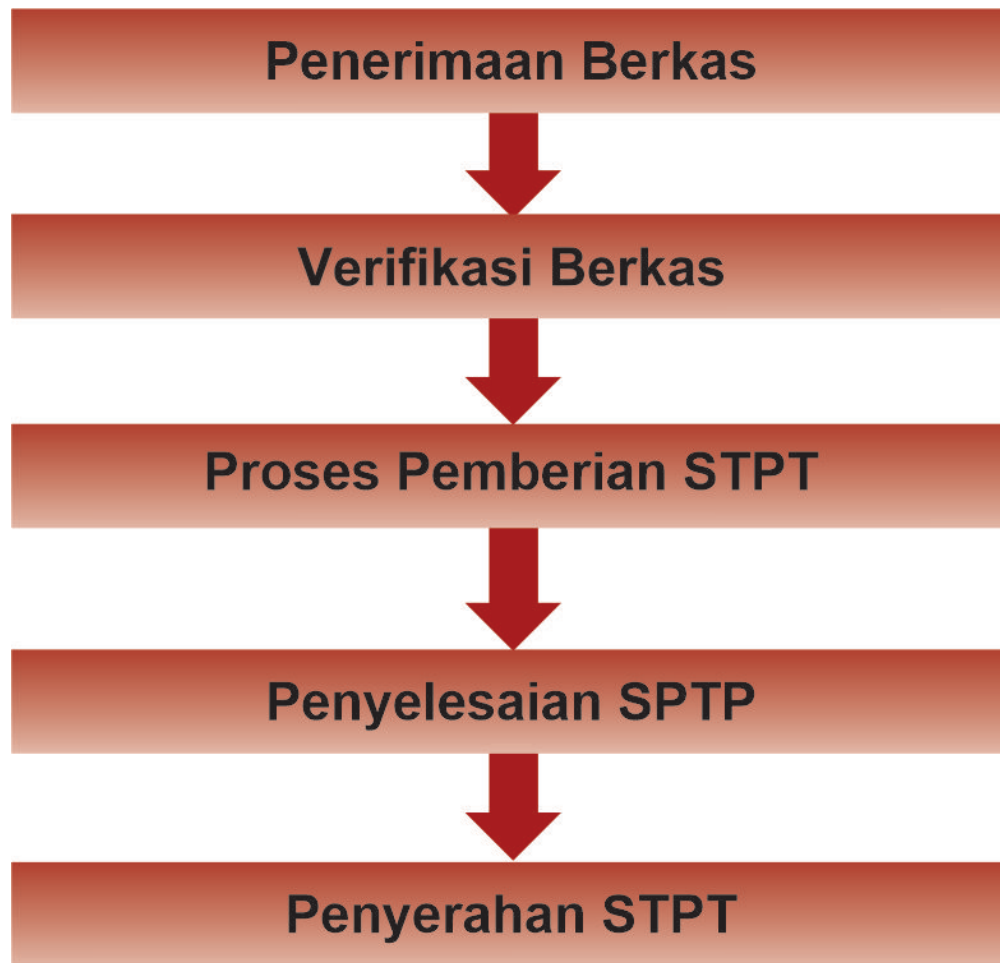 Penerimaan Berkas
Verifikasi Berkas
Proses Pemberian STPT
Penyelesaian SPTP
Penyerahan STPT